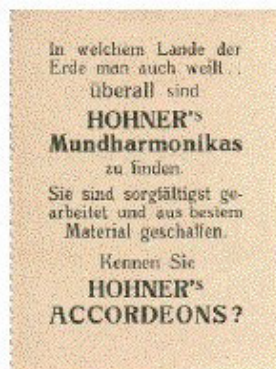 In welchem Lande der
Erde man auch weilt . .
überall sind
HOHNER's
Mundharmonikas
zu finden.
Sie sind sorgfältigst ge-
arbeitet und aus bestem
Material geschaffen.
Kennen Sie
HOHNER's
ACCORDEONS?